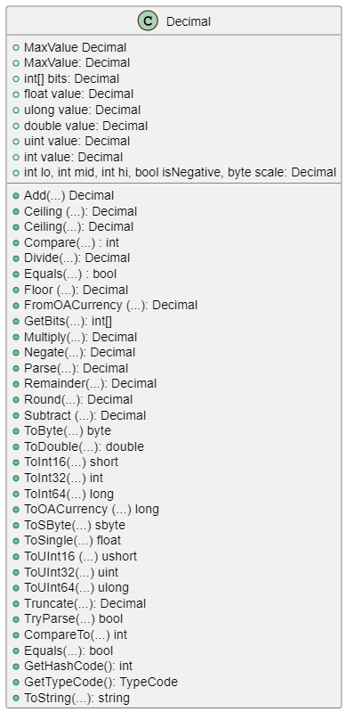 C Decimal
MaxValue Decimal
MaxValue: Decimal
int[] bits: Decimal
float value: Decimal
ulong value: Decimal
double value: Decimal
uint value: Decimal
int value: Decimal
int lo, int mid, int hi, bool isNegative, byte scale: Decimal
Add(...) Decimal
Ceiling (...): Decimal
Ceiling(...): Decimal
Compare(...) : int
Divide(...): Decimal
Equals(...) : bool
Floor (...): Decimal
FromOACurrency (...): Decimal
GetBits(...): int[]
Multiply(...): Decimal
Negate(...): Decimal
Parse(...): Decimal
Remainder(...): Decimal
Round(...): Decimal
Subtract (...): Decimal
ToByte(...) byte
ToDouble(...): double
ToInt16(...) short
ToInt32(...) int
ToInt64(...) long
ToOACurrency (...) long
ToSByte(...) sbyte
ToSingle(...) float
ToUInt16 (...) ushort
ToUInt32(...) uint
ToUInt64(...) ulong
Truncate(...): Decimal
TryParse(...) bool
CompareTo(...) int
Equals(...): bool
GetHashCode(): int
GetTypeCode(): TypeCode
ToString(...): string